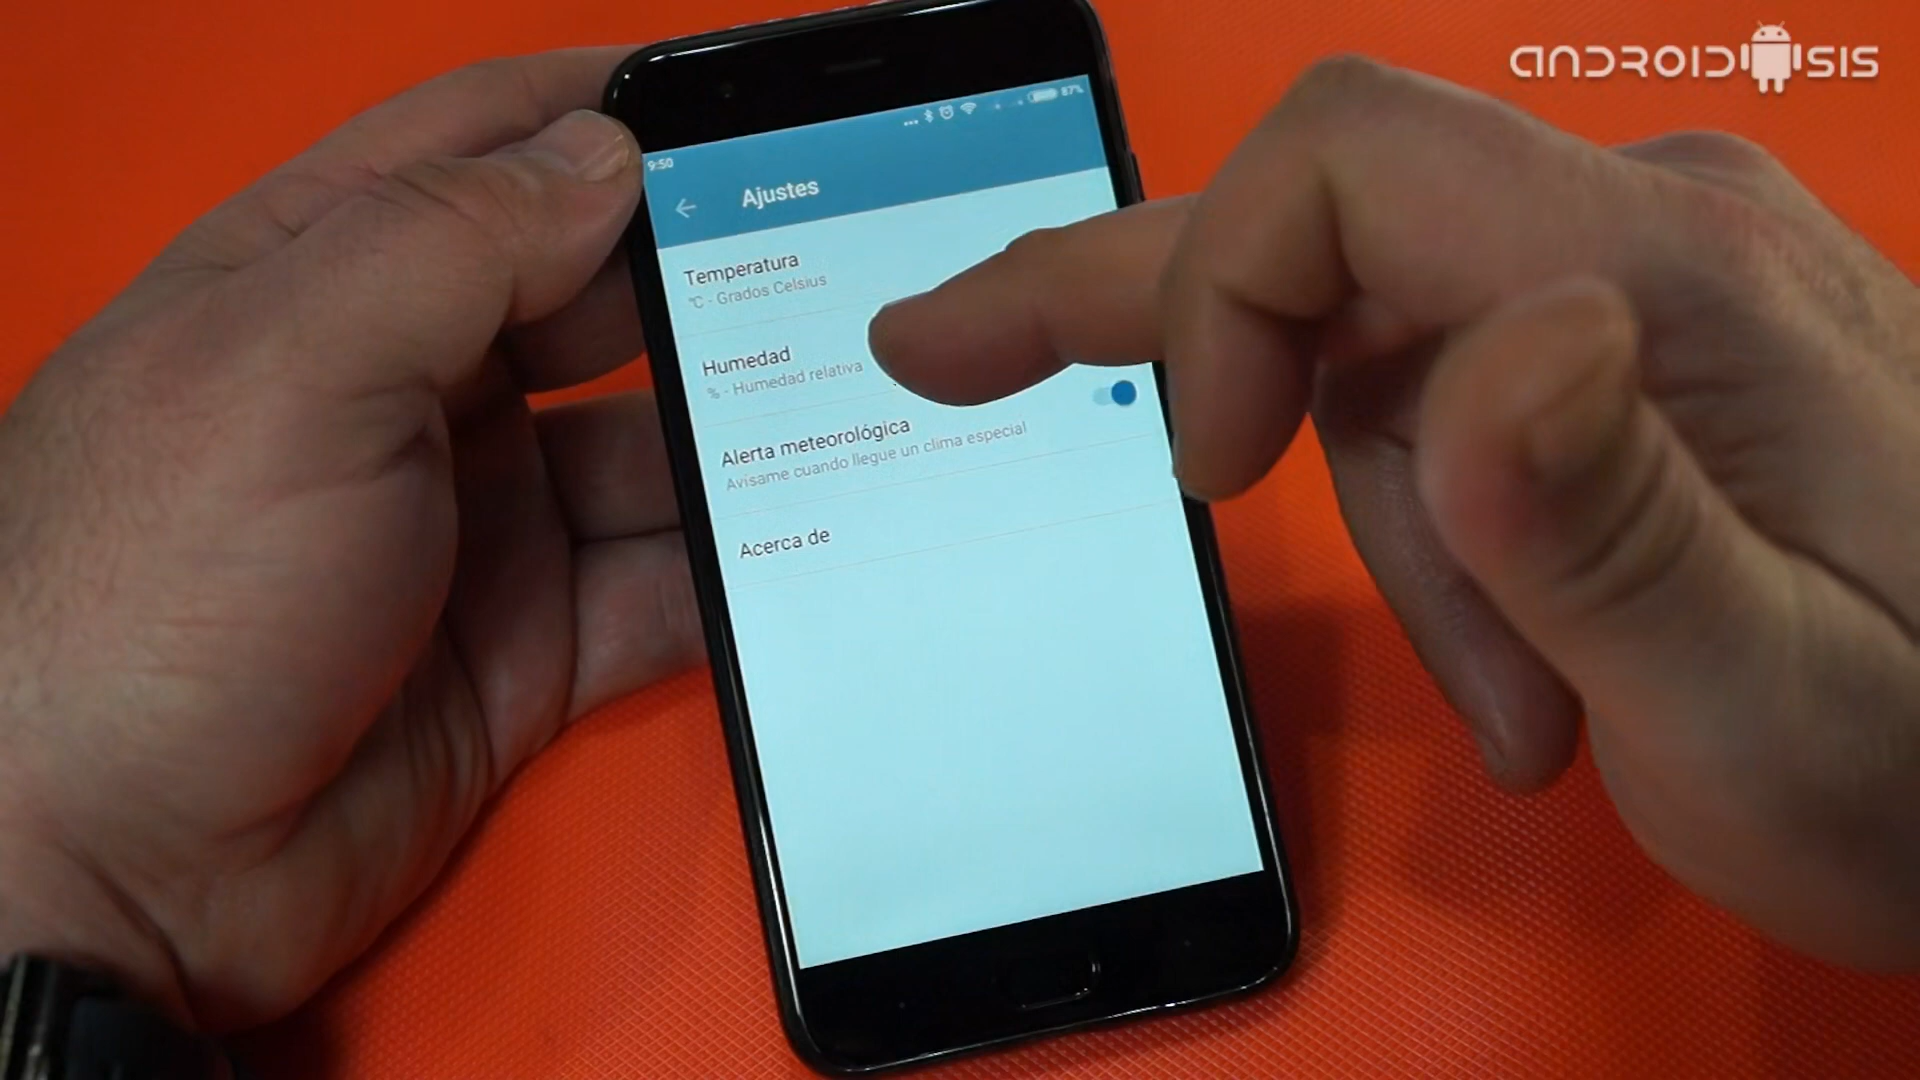 ANDROIDSIS
87%
9:50
Ajustes
Temperatura
°C - Grados Celsius
Humedad
% - Humedad relativa
Alerta meteorológica
Avisame cuando llegue un clima especial
Acerca de